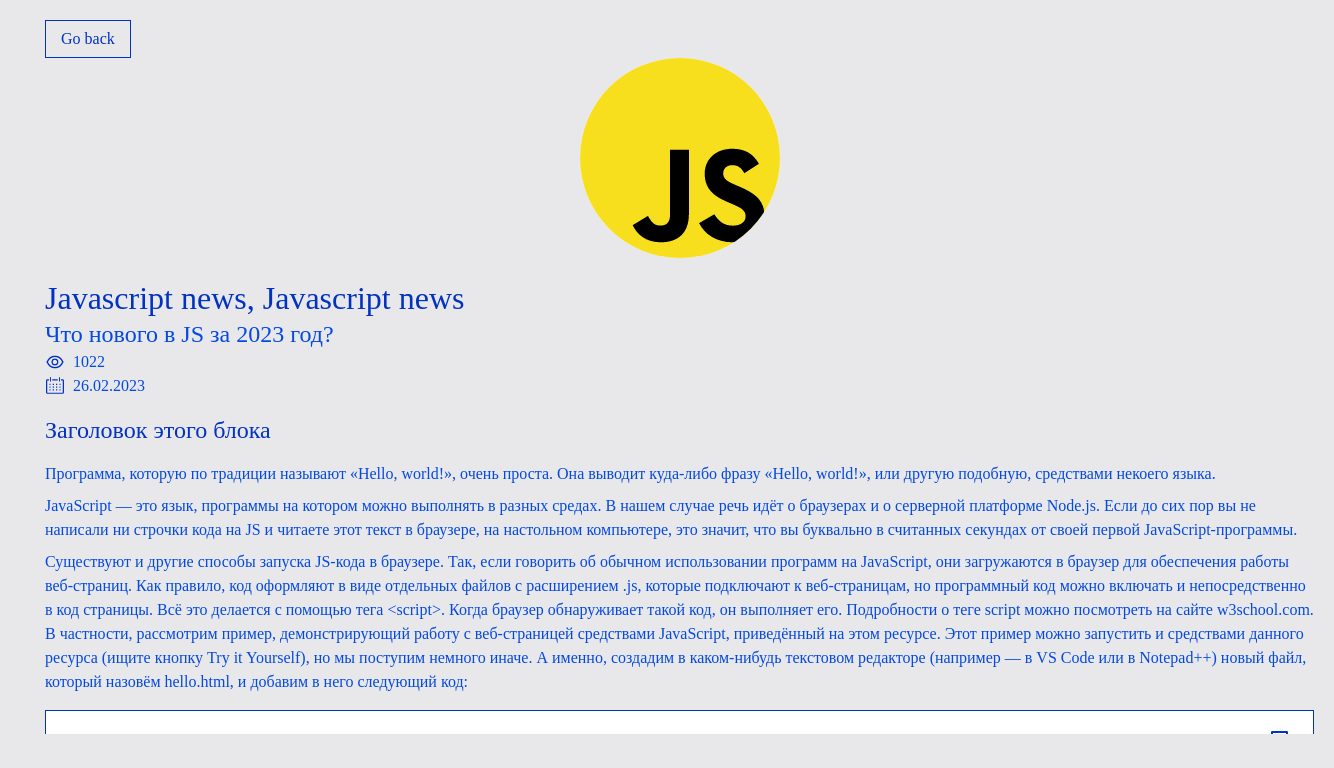 Go back
JS
Javascript news, Javascript news
Что нового в JS за 2023 год?
1022
26.02.2023
Заголовок этого блока
Программа, которую по традиции называют «Hello, world!», очень проста. Она выводит куда-либо фразу «Hello, world!», или другую подобную, средствами некоего языка.
JavaScript — это язык, программы на котором можно выполнять в разных средах. В нашем случае речь идёт о браузерах и о серверной платформе Node.js. Если до сих пор вы не
написали ни строчки кода на JS и читаете этот текст в браузере, на настольном компьютере, это значит, что вы буквально в считанных секундах от своей первой JavaScript-программы.
Существуют и другие способы запуска JS-кода в браузере. Так, если говорить об обычном использовании программ на JavaScript, они загружаются в браузер для обеспечения работы
веб-страниц. Как правило, код оформляют в виде отдельных файлов с расширением .js, которые подключают к веб-страницам, но программный код можно включать и непосредственно
в код страницы. Всё это делается с помощью тега <script>. Когда браузер обнаруживает такой код, он выполняет его. Подробности о теге script можно посмотреть на сайте w3school.com.
В частности, рассмотрим пример, демонстрирующий работу с веб-страницей средствами JavaScript, приведённый на этом ресурсе. Этот пример можно запустить и средствами данного
ресурса (ищите кнопку Try it Yourself), но мы поступим немного иначе. А именно, создадим в каком-нибудь текстовом редакторе (например — в VS Code или в Notepad++) новый файл,
который назовём hello.html, и добавим в него следующий код: